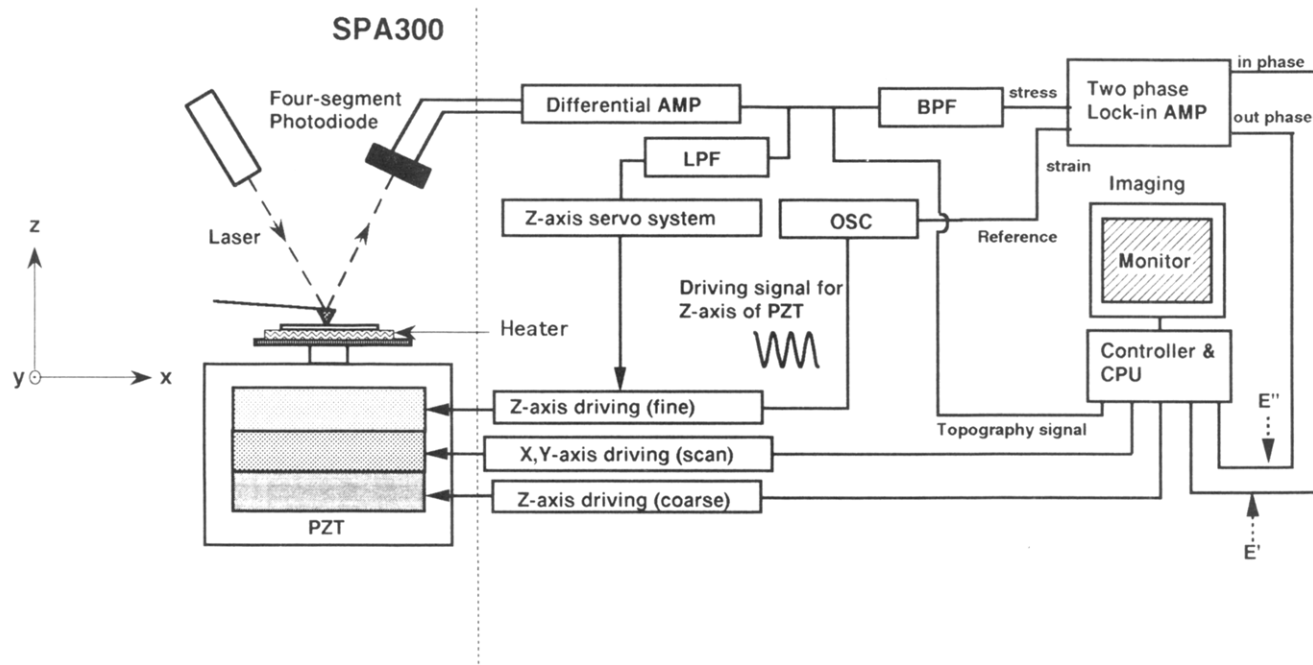 SPA300
Four-segment
Photodiode
Laser
z
y
x
Heater
PZT
Differential AMP
LPF
Z-axis servo system
BPF
OSC
stress
strain
Reference
Two phase
Lock-in AMP
in phase
out phase
Imaging
Monitor
Controller &
CPU
Driving signal for
Z-axis of PZT
Z-axis driving (fine)
X,Y-axis driving (scan)
Z-axis driving (coarse)
Topography signal
E"
E'